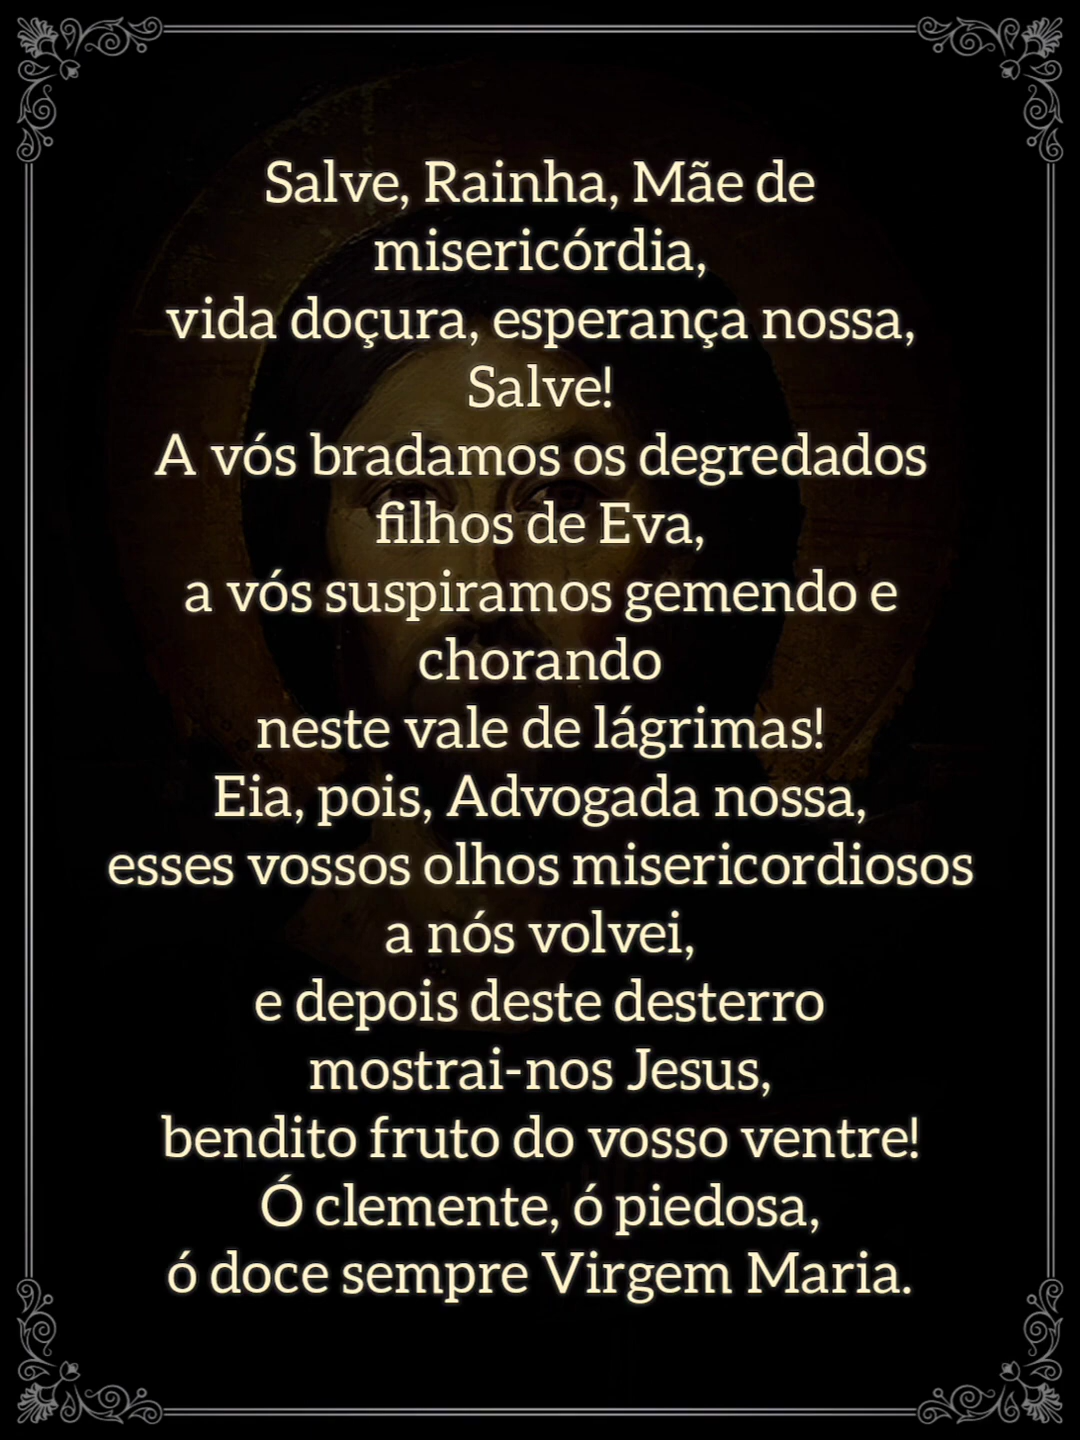 Salve, Rainha, Mãe de
misericórdia,
vida doçura, esperança nossa,
Salve!
A vós bradamos os degredados
filhos de Eva,
a vós suspiramos gemendo e
chorando
neste vale de lágrimas!
Eia, pois, Advogada nossa,
esses vossos olhos misericordiosos
a nós volvei,
e depois deste desterro
mostrai-nos Jesus,
bendito fruto do vosso ventre!
Ó clemente, ó piedosa,
ó doce sempre Virgem Maria.